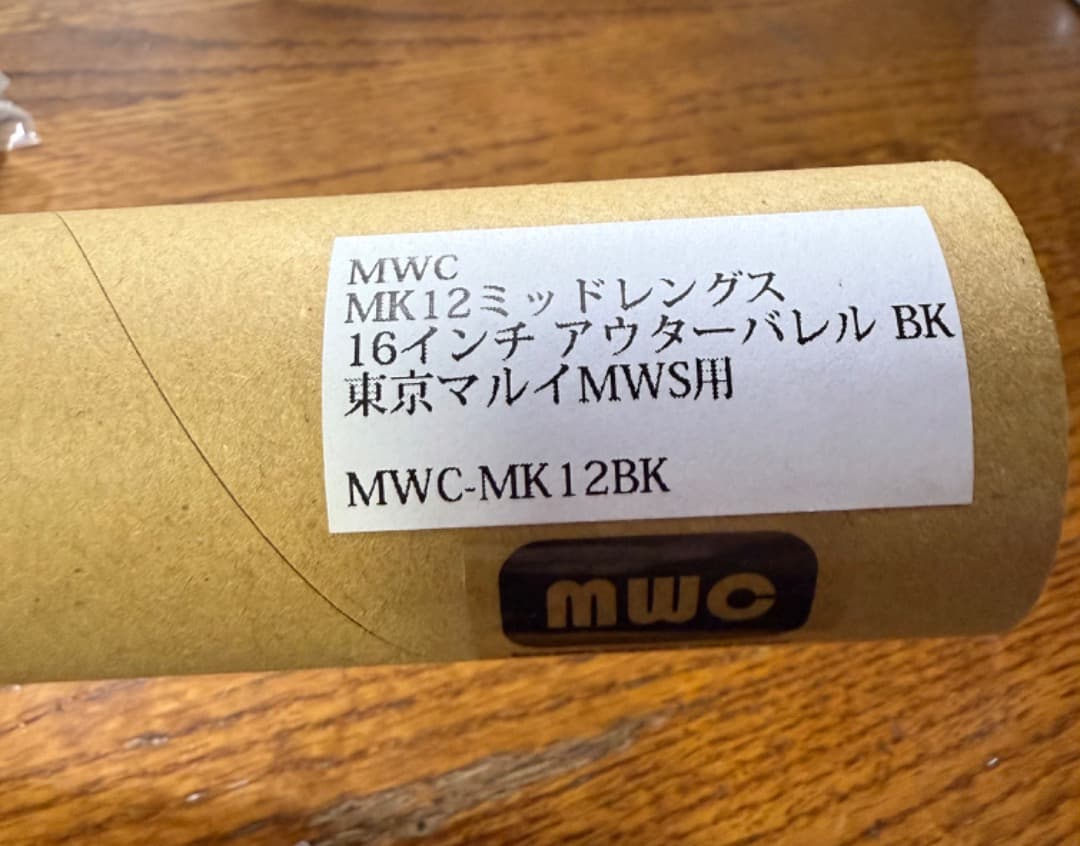 MWC
MK12ミッドレングス
16インチ アウターバレル BK
東京マルイMWS用
MWC-MK12BK
mwc